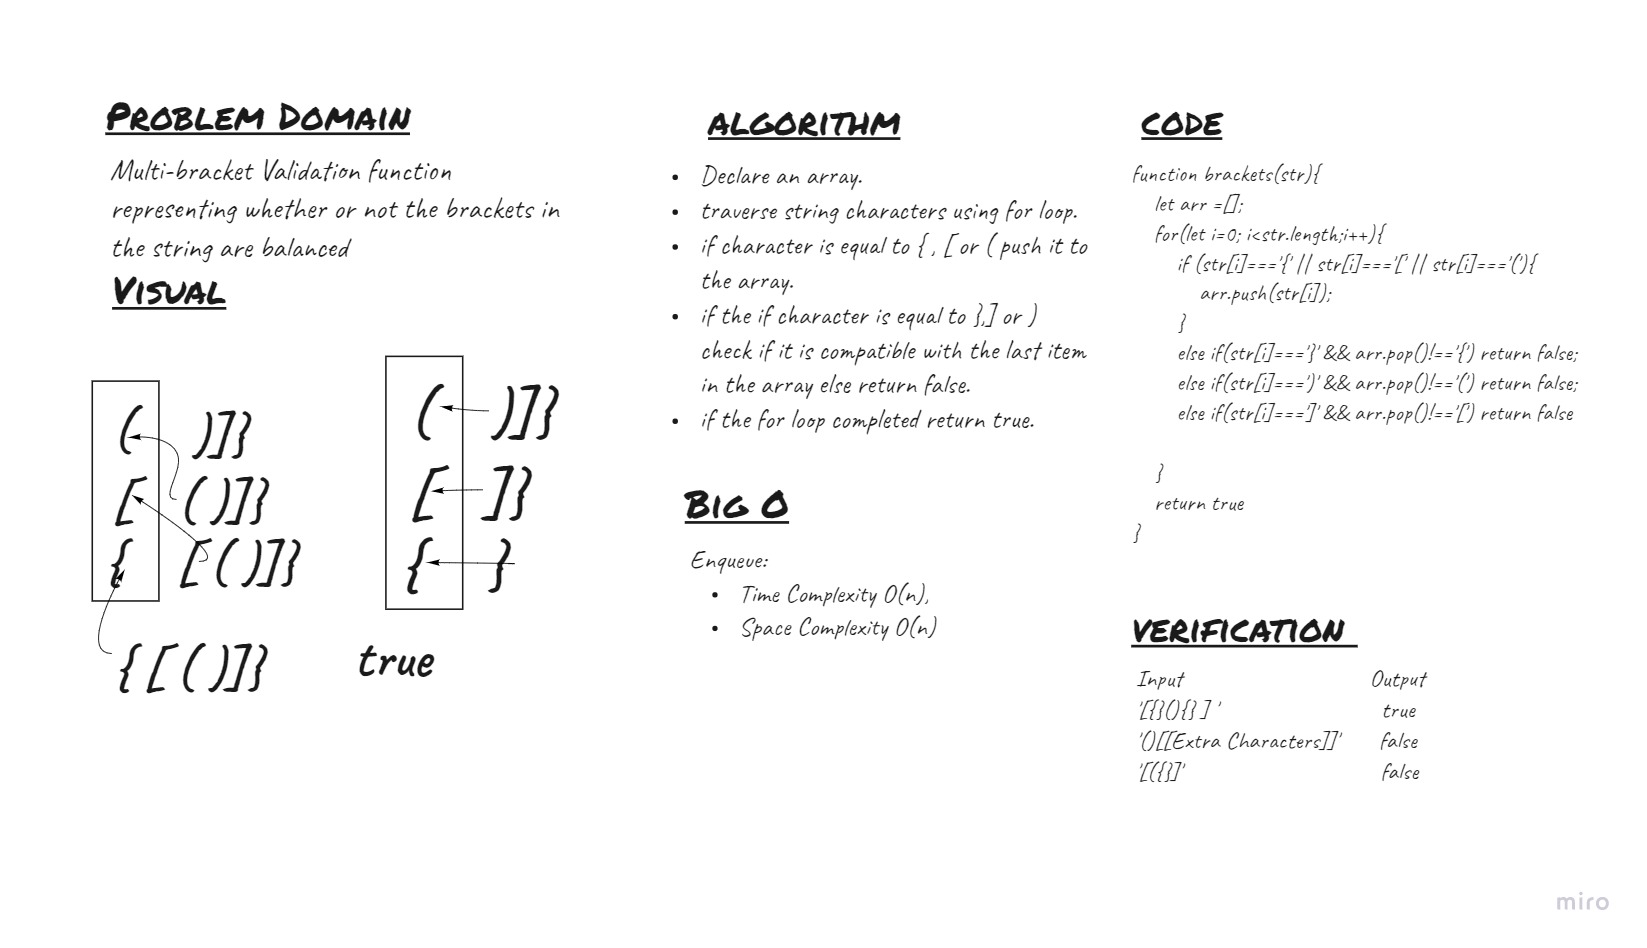 PROBLEM DOMAIN
Multi-bracket Validation function
representing whether or not the brackets in
the string are balanced
VISUAL
( )]}
[ ( )]}
{ [ ( )]}
{ [ ( )]}
( )]}
[ ]}
{ }
true
ALGORITHM
• Declare an array.
• traverse string characters using for loop.
• if character is equal to { , [ or ( push it to
the array.
• if the if character is equal to },] or )
check if it is compatible with the last item
in the array else return false.
• if the for loop completed return true.
BIG O
Enqueue:
• Time Complexity O(n),
• Space Complexity O(n)
CODE
function brackets(str){
let arr =[];
for(let i=0; i<str.length;i++){
if (str[i]==='{' || str[i]==='[' || str[i]==='('){
arr.push(str[i]);
}
else if(str[i]==='}' && arr.pop()!=='{') return false;
else if(str[i]===')' && arr.pop()!=='(') return false;
else if(str[i]===']' && arr.pop()!=='[') return false
}
return true
}
VERIFICATION
Input Output
'[{}(){} ] ' true
'()[[Extra Characters]]' false
'[({}]' false
miro